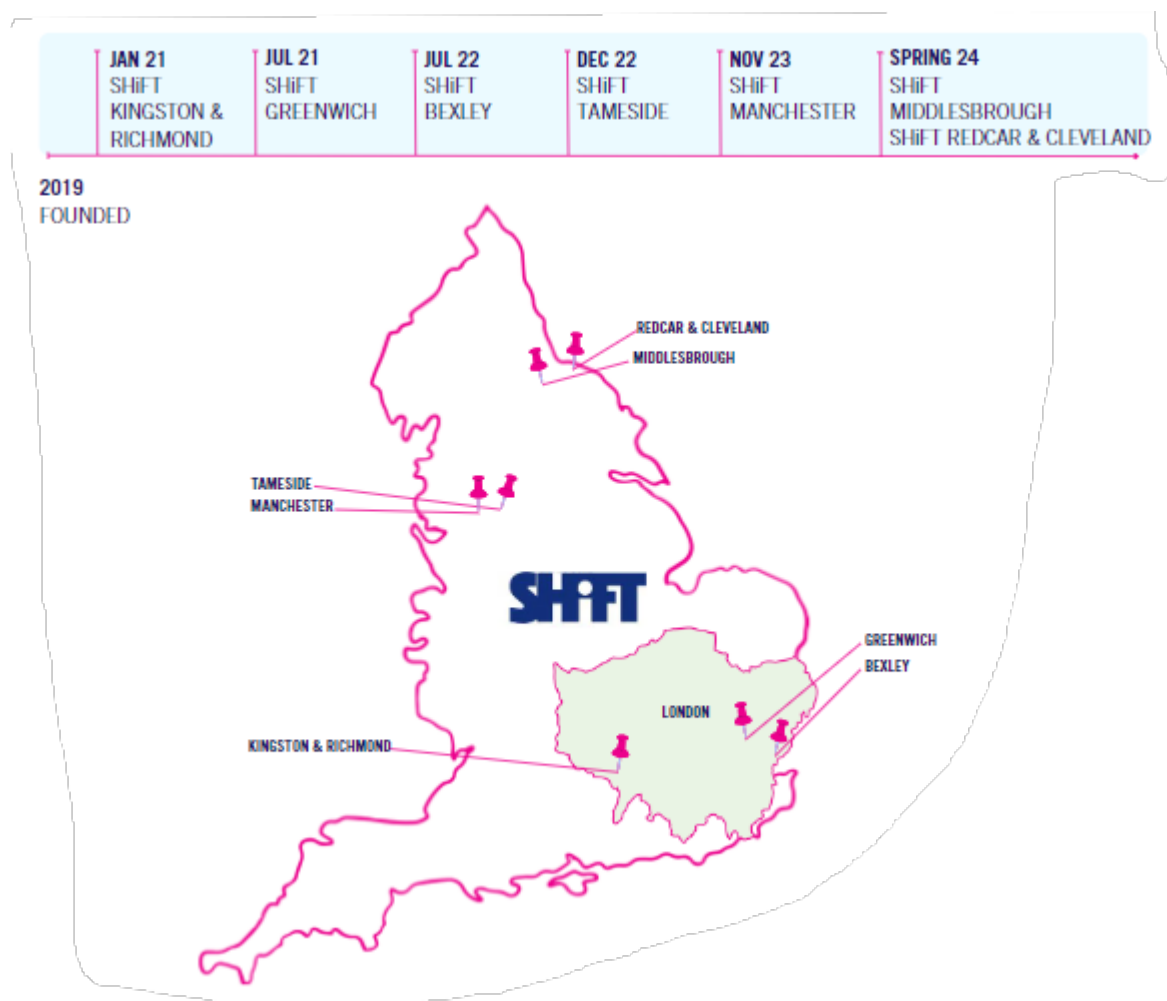 JAN 21
SHiFT
KINGSTON &
RICHMOND
JUL 21
SHiFT
GREENWICH
JUL 22
SHiFT
BEXLEY
DEC 22
SHiFT
TAMESIDE
NOV 23
SHiFT
MANCHESTER
SPRING 24
SHiFT
MIDDLESBROUGH
SHiFT REDCAR & CLEVELAND
2019
FOUNDED
REDCAR & CLEVELAND
MIDDLESBROUGH
TAMESIDE
MANCHESTER
SHiFT
GREENWICH
BEXLEY
LONDON
KINGSTON & RICHMOND